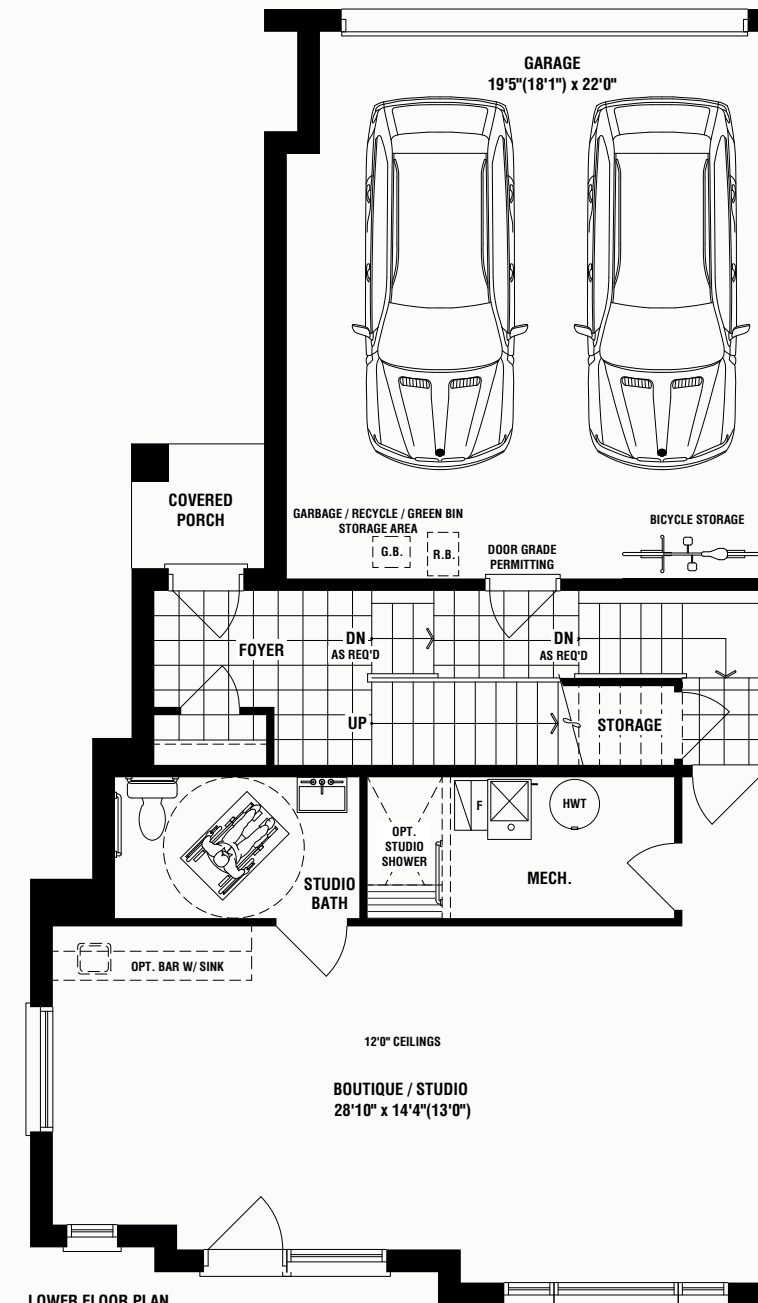 GARAGE
19'5"(18'1") x 22'0"
COVERED
PORCH
GARBAGE / RECYCLE / GREEN BIN
STORAGE AREA
G.B.
R.B.
DOOR GRADE
PERMITTING
BICYCLE STORAGE
FOYER
DN
AS REQ'D
DN
AS REQ'D
UP
STORAGE
F
HWT
OPT.
STUDIO
SHOWER
MECH.
STUDIO
BATH
OPT. BAR W/ SINK
12'0" CEILINGS
BOUTIQUE / STUDIO
28'10" x 14'4"(13'0")
LOWER FLOOR PLAN